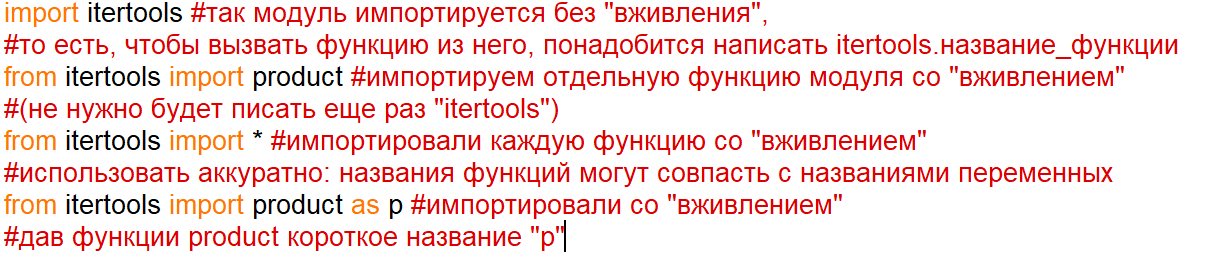 import itertools #так модуль импортируется без "вживления",
#то есть, чтобы вызвать функцию из него, понадобится написать itertools.название_функции
from itertools import product #импортируем отдельную функцию модуля со "вживлением"
#(не нужно будет писать еще раз "itertools")
from itertools import * #импортировали каждую функцию со "вживлением"
#использовать аккуратно: названия функций могут совпасть с названиями переменных
from itertools import product as p #импортировали со "вживлением"
#дав функции product короткое название "p"